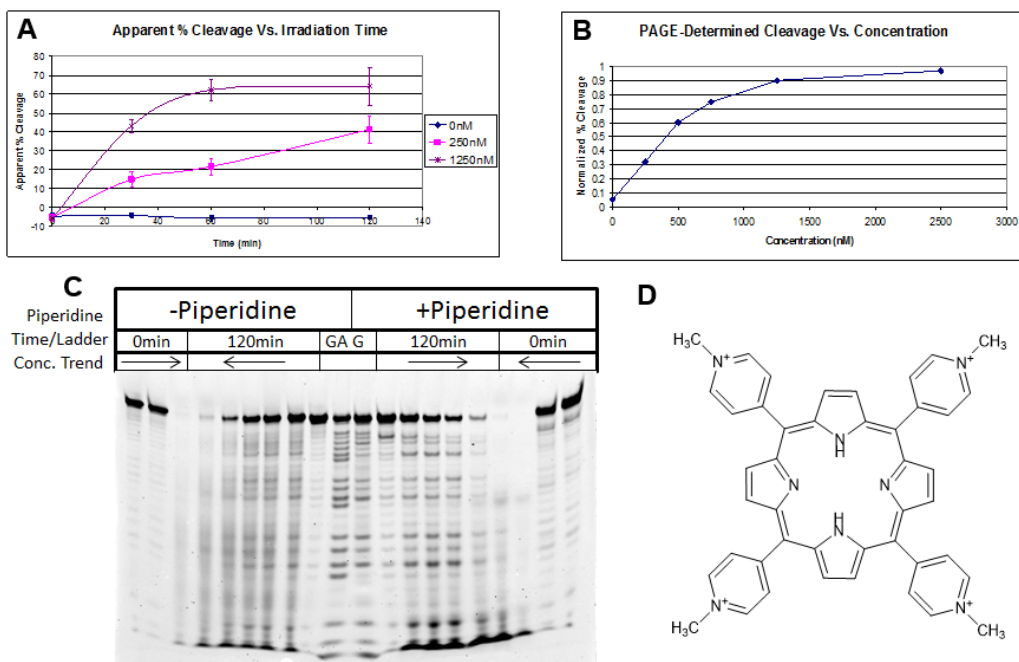 A
Apparent % Cleavage Vs. Irradiation Time
Apparent % Cleavage
80
70
60
50
40
30
20
10
0
-10
0 20 40 60 80 100 120 140
Time (min)
0nM
250nM
1250nM
B
PAGE-Determined Cleavage Vs. Concentration
Normalized % Cleavage
1
0.9
0.8
0.7
0.6
0.5
0.4
0.3
0.2
0.1
0
0 500 1000 1500 2000 2500 3000
Concentration (nM)
C
Piperidine -Piperidine +Piperidine
Time/Ladder 0min 120min GA G 120min 0min
Conc. Trend
D
CH₃ H₃C
N⁺ N⁺
NH
N N
HN
N⁺ N⁺
H₃C CH₃